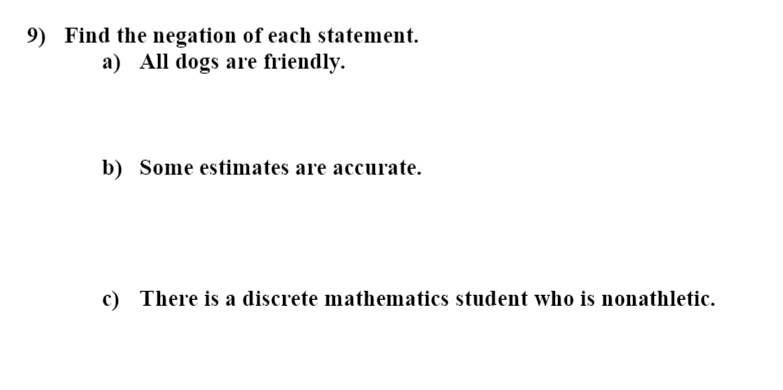 9) Find the negation of each statement.
a) All dogs are friendly.
b) Some estimates are accurate.
c) There is a discrete mathematics student who is nonathletic.